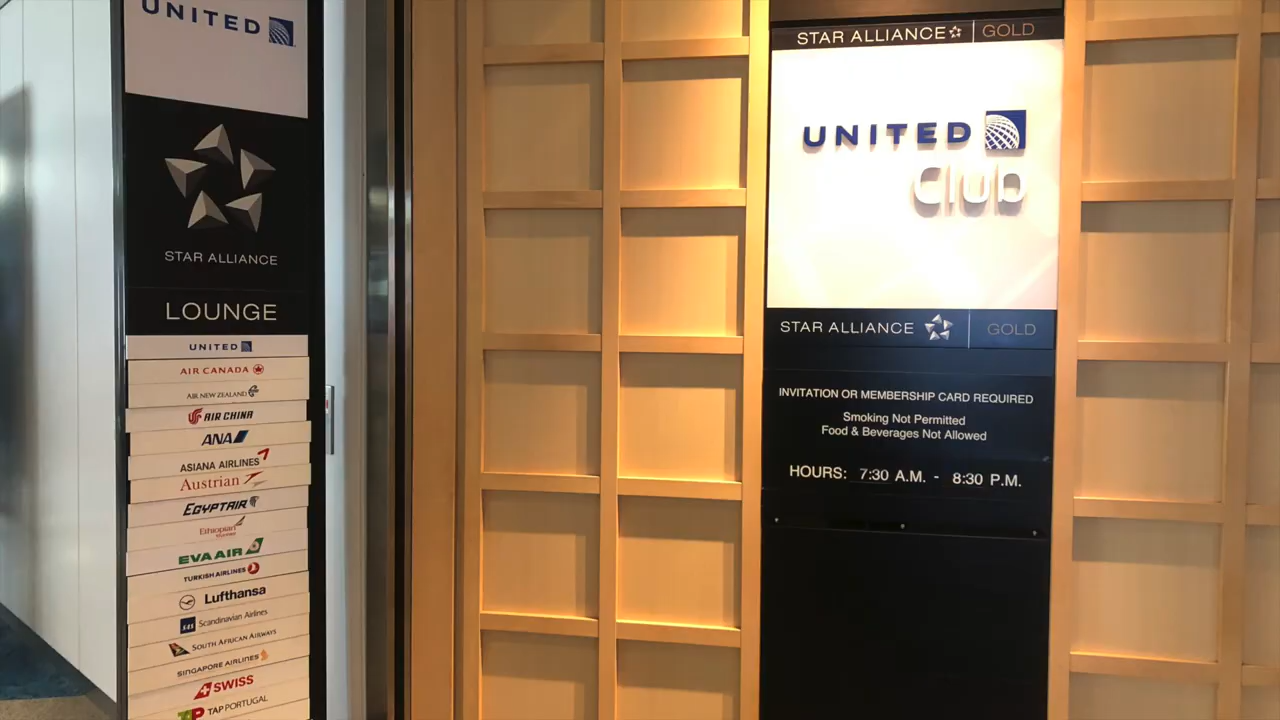 UNITED
STAR ALLIANCE
LOUNGE
UNITED
AIR CANADA
AIR NEW ZEALAND
AIR CHINA
ANA
ASIANA AIRLINES
Austrian
EGYPTAIR
Ethiopian
EVA AIR
TURKISH AIRLINES
Lufthansa
SAS Scandinavian Airlines
SOUTH AFRICAN AIRWAYS
SINGAPORE AIRLINES
SWISS
TAP PORTUGAL
STAR ALLIANCE GOLD
UNITED
Club
STAR ALLIANCE GOLD
INVITATION OR MEMBERSHIP CARD REQUIRED
Smoking Not Permitted
Food & Beverages Not Allowed
HOURS: 7:30 A.M. - 8:30 P.M.